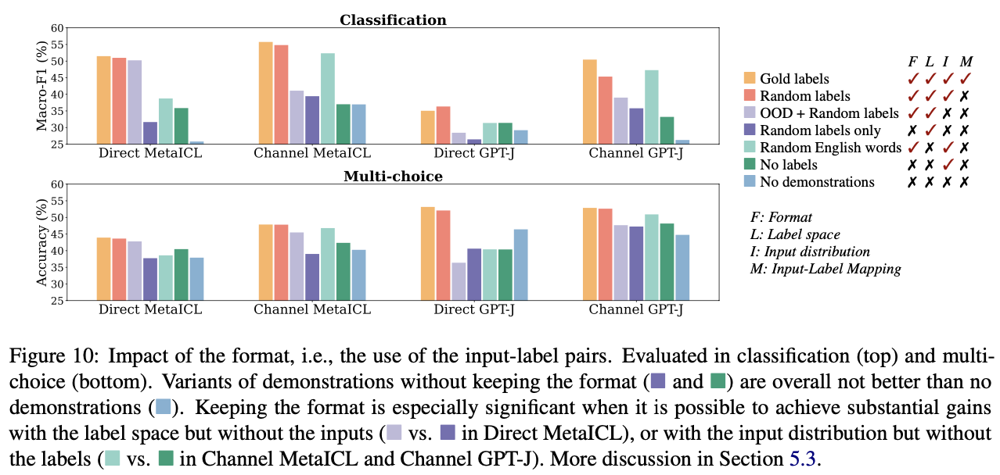 Classification
60
55
50
45
40
35
30
25
Macro-F1 (%)
Direct MetaICL
Channel MetaICL
Direct GPT-J
Channel GPT-J
Multi-choice
60
55
50
45
40
35
30
25
Accuracy (%)
Direct MetaICL
Channel MetaICL
Direct GPT-J
Channel GPT-J
F L I M
Gold labels ✓ ✓ ✓ ✓
Random labels ✓ ✓ ✓ ✗
OOD + Random labels ✓ ✓ ✗ ✗
Random labels only ✗ ✓ ✗ ✗
Random English words ✓ ✗ ✓ ✗
No labels ✗ ✗ ✓ ✗
No demonstrations ✗ ✗ ✗ ✗
F: Format
L: Label space
I: Input distribution
M: Input-Label Mapping
Figure 10: Impact of the format, i.e., the use of the input-label pairs. Evaluated in classification (top) and multi-
choice (bottom). Variants of demonstrations without keeping the format (■ and ■) are overall not better than no
demonstrations (■). Keeping the format is especially significant when it is possible to achieve substantial gains
with the label space but without the inputs (■ vs. ■ in Direct MetaICL), or with the input distribution but without
the labels (■ vs. ■ in Channel MetaICL and Channel GPT-J). More discussion in Section 5.3.